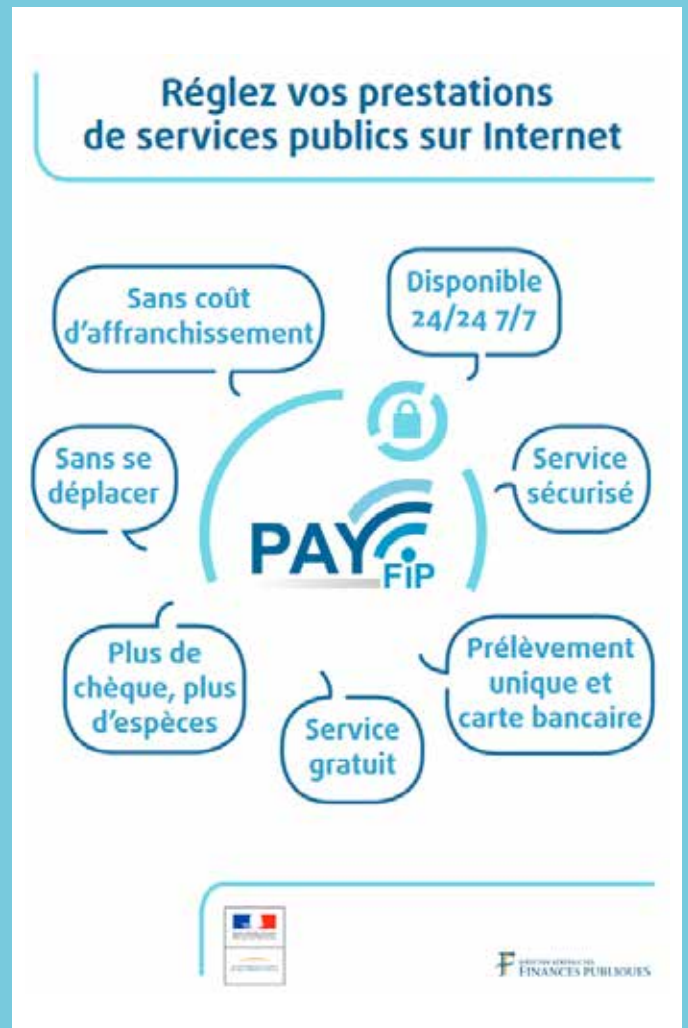 Réglez vos prestations
de services publics sur Internet
Sans coût
d'affranchissement
Disponible
24/24 7/7
Sans se
déplacer
Service
sécurisé
PAY
FiP
Plus de
chèque, plus
d'espèces
Service
gratuit
Prélèvement
unique et
carte bancaire
FINANCES PUBLIQUES